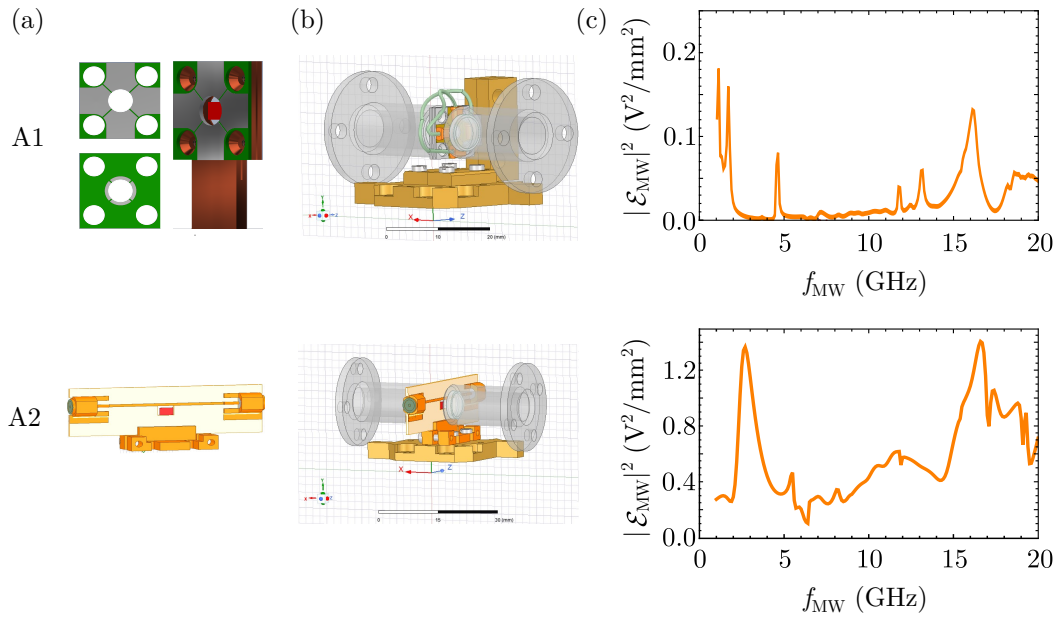 (a)
(b)
(c)
A1
Y
X
Z
0
10
20 (mm)
|ℰ_MW|² (V²/mm²)
0.2
0.1
0.0
0
5
10
15
20
f_MW (GHz)
A2
Y
X
Z
0
15
30 (mm)
|ℰ_MW|² (V²/mm²)
1.2
0.8
0.4
0.0
0
5
10
15
20
f_MW (GHz)